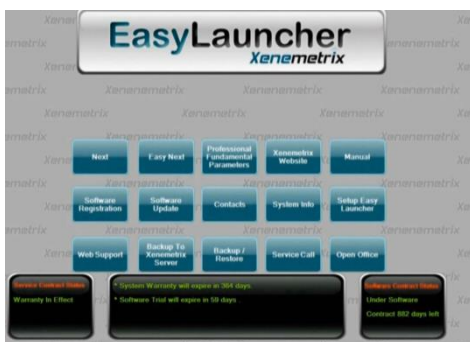 EasyLauncher
Xenemetrix
Next
Easy Next
Professional
Fundamental
Parameters
Xenemetrix
Website
Manual
Software
Registration
Software
Update
Contacts
System Info
Setup Easy
Launcher
Web Support
Backup To
Xenemetrix
Server
Backup /
Restore
Service Call
Open Office
Service Contract Status
Warranty In Effect
* System Warranty will expire in 364 days
* Software Trial will expire in 50 days
Software Contract Status
Under Software
Contract 882 days left